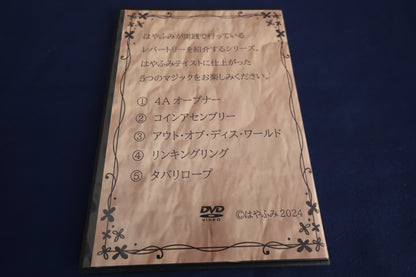 はやふみが実践で行っている
レパートリーを紹介するシリーズ。
はやふみテイストに仕上がった
5つのマジックをお楽しみください。
① 4A オープナー
② コインアセンブリー
③ アウト・オブ・ディス・ワールド
④ リンキングリング
⑤ タバリロープ
DVD
VIDEO
©はやふみ 2024